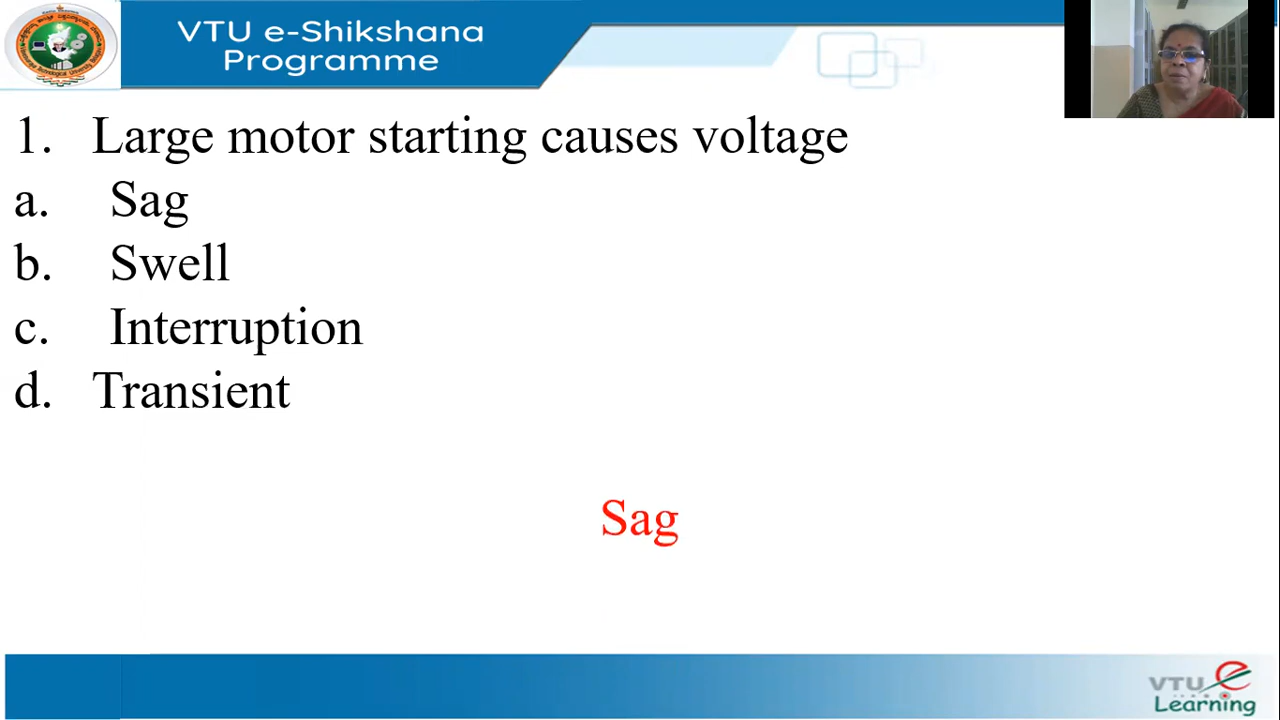 VTU e-Shikshana
Programme
1. Large motor starting causes voltage
a. Sag
b. Swell
c. Interruption
d. Transient
Sag
VTU e
Learning